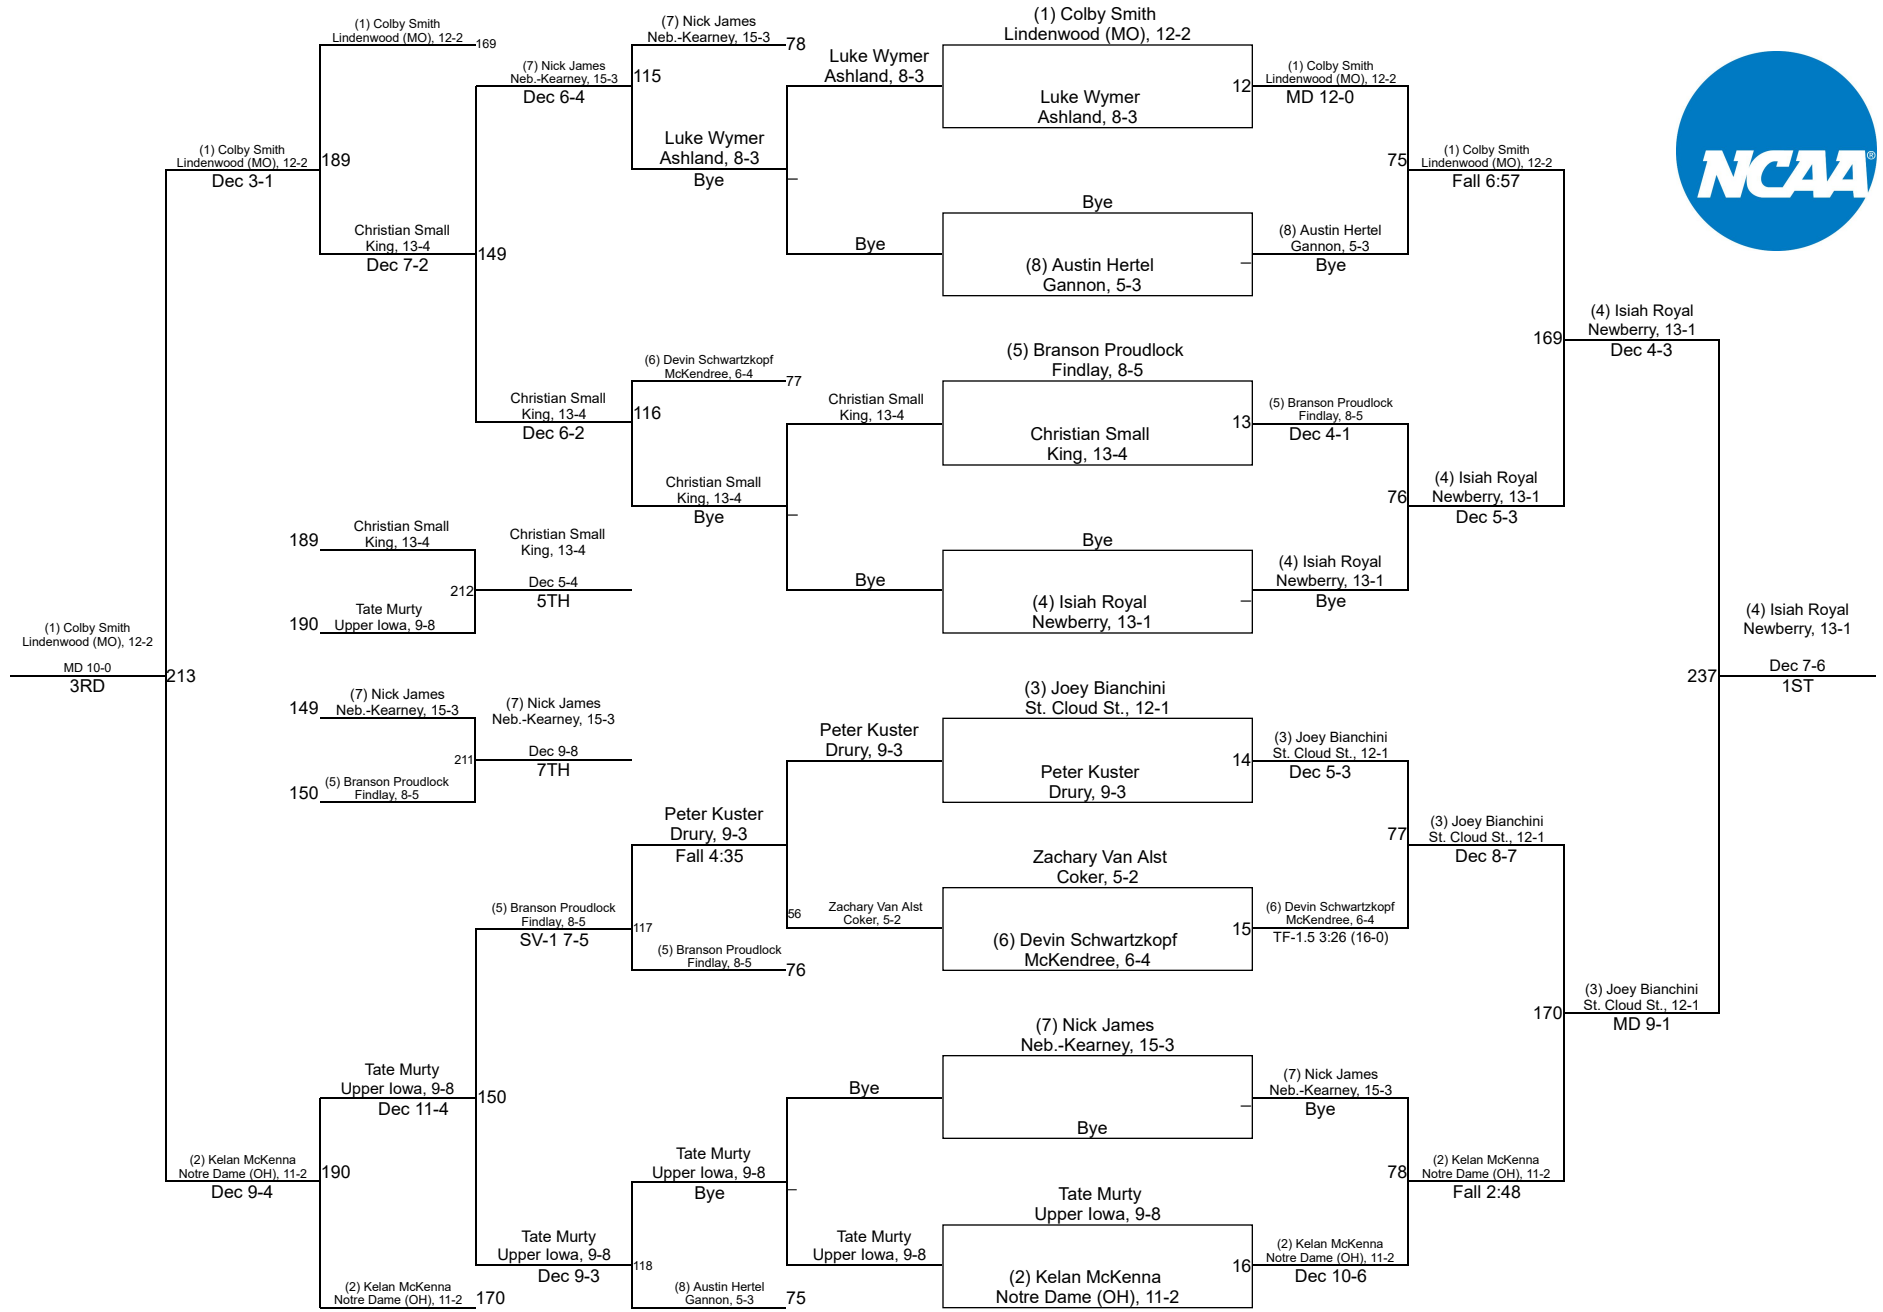 (1) Colby Smith
Lindenwood (MO), 12-2
169
(7) Nick James
Neb.-Kearney, 15-3
Dec 6-4
(7) Nick James
Neb.-Kearney, 15-3
78
115
Luke Wymer
Ashland, 8-3
Bye
Luke Wymer
Ashland, 8-3
(1) Colby Smith
Lindenwood (MO), 12-2
Luke Wymer
Ashland, 8-3
12
(1) Colby Smith
Lindenwood (MO), 12-2
MD 12-0
NCAA®
(1) Colby Smith
Lindenwood (MO), 12-2
Dec 3-1
189
75
(1) Colby Smith
Lindenwood (MO), 12-2
Fall 6:57
Christian Small
King, 13-4
Dec 7-2
149
Bye
Bye
(8) Austin Hertel
Gannon, 5-3
(8) Austin Hertel
Gannon, 5-3
Bye
(4) Isiah Royal
Newberry, 13-1
Dec 4-3
169
(6) Devin Schwartzkopf
McKendree, 6-4
77
Christian Small
King, 13-4
Dec 6-2
116
Christian Small
King, 13-4
(5) Branson Proudlock
Findlay, 8-5
Christian Small
King, 13-4
13
(5) Branson Proudlock
Findlay, 8-5
Dec 4-1
Christian Small
King, 13-4
Bye
76
(4) Isiah Royal
Newberry, 13-1
Dec 5-3
189
Christian Small
King, 13-4
Christian Small
King, 13-4
212
Dec 5-4
5TH
190
Tate Murty
Upper Iowa, 9-8
Bye
Bye
(4) Isiah Royal
Newberry, 13-1
(4) Isiah Royal
Newberry, 13-1
Bye
(1) Colby Smith
Lindenwood (MO), 12-2
MD 10-0
3RD
213
237
(4) Isiah Royal
Newberry, 13-1
Dec 7-6
1ST
149
(7) Nick James
Neb.-Kearney, 15-3
(7) Nick James
Neb.-Kearney, 15-3
211
Dec 9-8
7TH
150
(5) Branson Proudlock
Findlay, 8-5
Peter Kuster
Drury, 9-3
(3) Joey Bianchini
St. Cloud St., 12-1
Peter Kuster
Drury, 9-3
14
(3) Joey Bianchini
St. Cloud St., 12-1
Dec 5-3
Peter Kuster
Drury, 9-3
Fall 4:35
77
(3) Joey Bianchini
St. Cloud St., 12-1
Dec 8-7
(5) Branson Proudlock
Findlay, 8-5
SV-1 7-5
117
(5) Branson Proudlock
Findlay, 8-5
76
56
Zachary Van Alst
Coker, 5-2
Zachary Van Alst
Coker, 5-2
(6) Devin Schwartzkopf
McKendree, 6-4
15
(6) Devin Schwartzkopf
McKendree, 6-4
TF-1.5 3:26 (16-0)
170
(3) Joey Bianchini
St. Cloud St., 12-1
MD 9-1
Tate Murty
Upper Iowa, 9-8
Dec 11-4
150
Bye
(7) Nick James
Neb.-Kearney, 15-3
Bye
(7) Nick James
Neb.-Kearney, 15-3
Bye
(2) Kelan McKenna
Notre Dame (OH), 11-2
Dec 9-4
190
Tate Murty
Upper Iowa, 9-8
Bye
78
(2) Kelan McKenna
Notre Dame (OH), 11-2
Fall 2:48
Tate Murty
Upper Iowa, 9-8
Dec 9-3
118
Tate Murty
Upper Iowa, 9-8
Tate Murty
Upper Iowa, 9-8
(2) Kelan McKenna
Notre Dame (OH), 11-2
16
(2) Kelan McKenna
Notre Dame (OH), 11-2
Dec 10-6
(2) Kelan McKenna
Notre Dame (OH), 11-2
170
(8) Austin Hertel
Gannon, 5-3
75